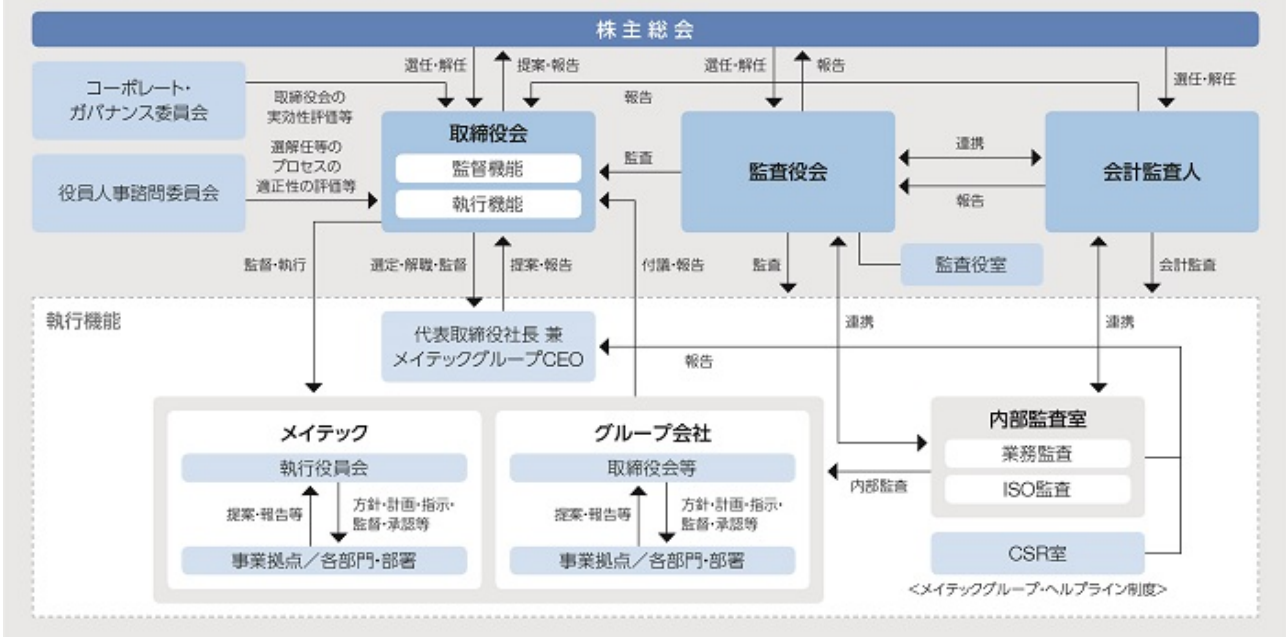 株主総会
選任・解任
提案・報告
選任・解任
報告
選任・解任
コーポレート・
ガバナンス委員会
取締役会の
実効性評価等
報告
取締役会
監督機能
執行機能
監査
監査役会
連携
報告
会計監査人
役員人事諮問委員会
選解任等の
プロセスの
適正性の評価等
監督・執行
選定・解職・監督
提案・報告
付議・報告
監査
監査役室
会計監査
執行機能
代表取締役社長 兼
メイテックグループCEO
報告
連携
連携
メイテック
執行役員会
提案・報告等
方針・計画・指示・
監督・承認等
事業拠点／各部門・部署
グループ会社
取締役会等
提案・報告等
方針・計画・指示・
監督・承認等
事業拠点／各部門・部署
内部監査
内部監査室
業務監査
ISO監査
CSR室
<メイテックグループ・ヘルプライン制度>